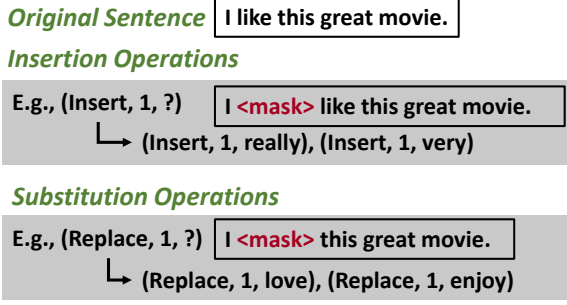 Original Sentence I like this great movie.
Insertion Operations
E.g., (Insert, 1, ?) I <mask> like this great movie.
(Insert, 1, really), (Insert, 1, very)
Substitution Operations
E.g., (Replace, 1, ?) I <mask> this great movie.
(Replace, 1, love), (Replace, 1, enjoy)